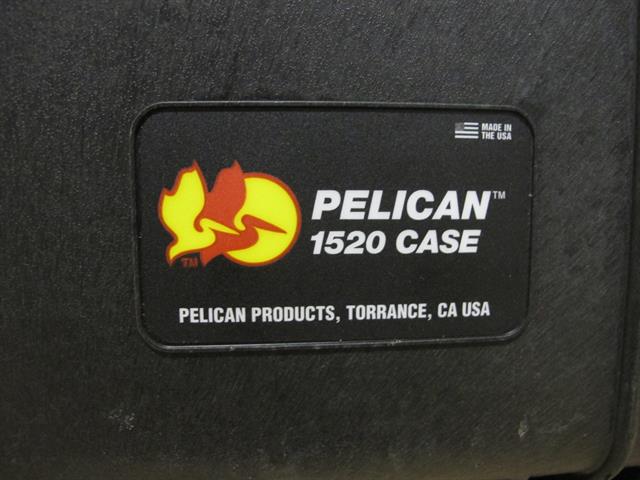 MADE IN
THE USA
PELICAN™
1520 CASE
TM
PELICAN PRODUCTS, TORRANCE, CA USA